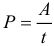 P = A/t